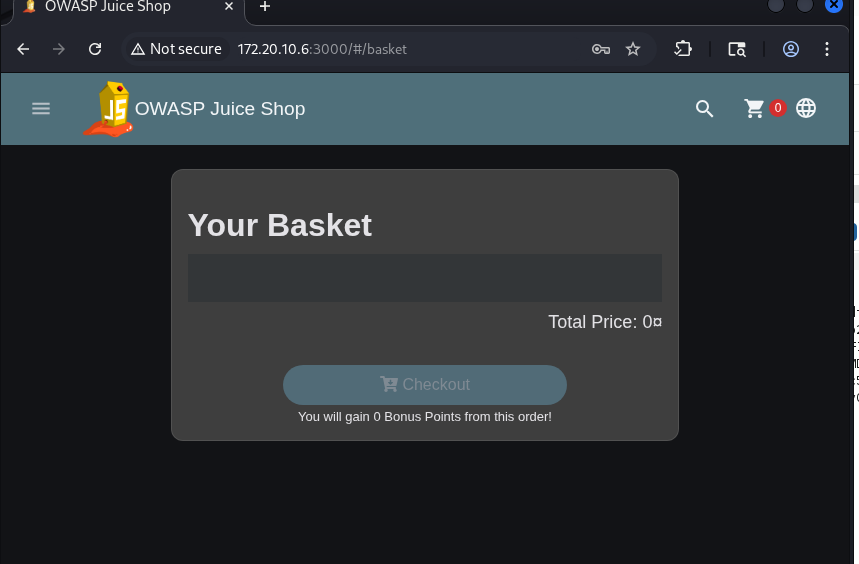 OWASP Juice Shop
Not secure 172.20.10.6:3000/#/basket
JS OWASP Juice Shop 0
Your Basket
Total Price: 0¤
Checkout
You will gain 0 Bonus Points from this order!